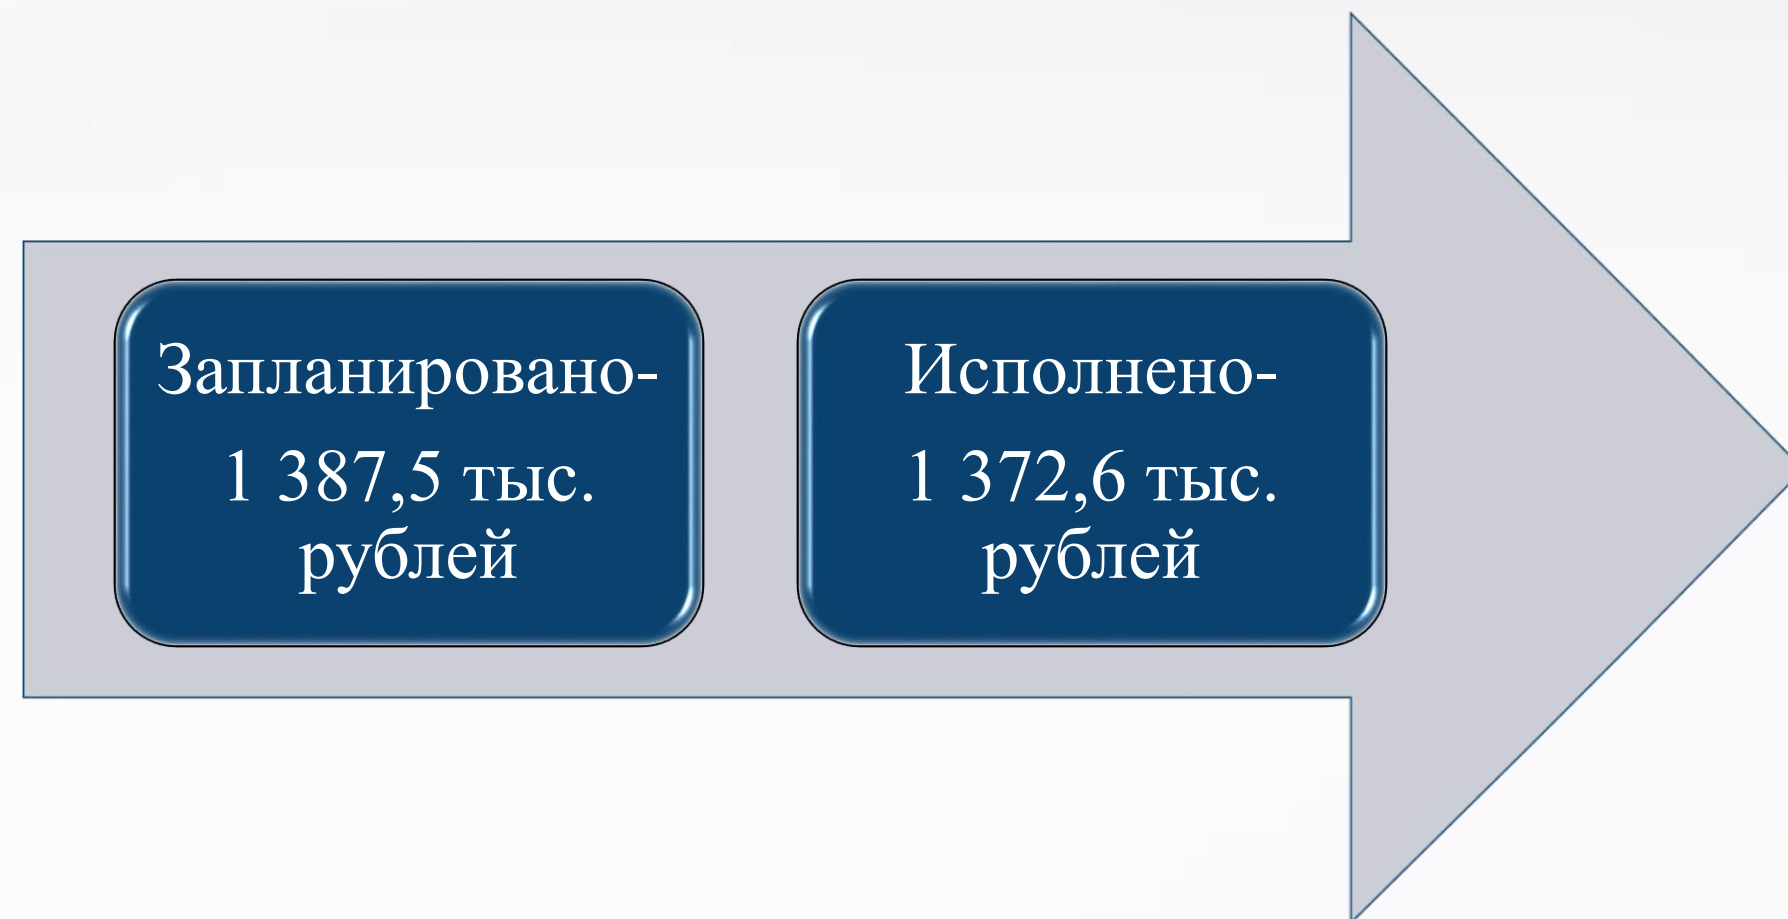 Запланировано-
1 387,5 тыс.
рублей
Исполнено-
1 372,6 тыс.
рублей